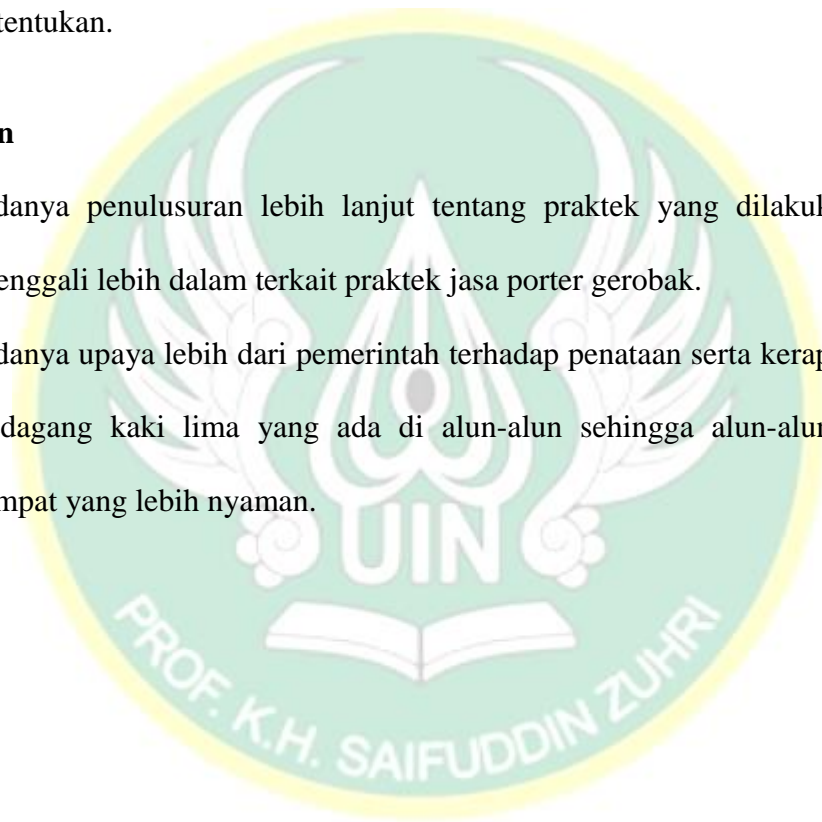 tentukan.
n
danya penulusuran lebih lanjut tentang praktek yang dilakuk
enggali lebih dalam terkait praktek jasa porter gerobak.
danya upaya lebih dari pemerintah terhadap penataan serta kerap
dagang kaki lima yang ada di alun-alun sehingga alun-alun
mpat yang lebih nyaman.
UIN
PROF. K.H. SAIFUDDIN ZUHRI